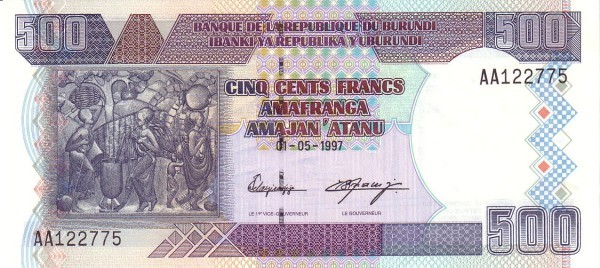 500
BANQUE DE LA REPUBLIQUE DU BURUNDI
IBANKI YA REPUBLIKA Y'UBURUNDI
500
AA122775
CINQ CENTS FRANCS
AMAFRANGA
AMAJAN'ATANU
01-05-1997
LE 1er VICE-GOUVERNEUR
LE GOUVERNEUR
AA122775
500